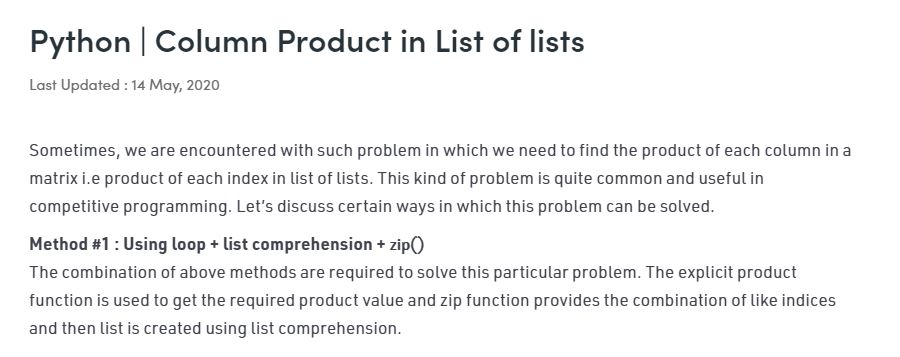 Python | Column Product in List of lists
Last Updated : 14 May, 2020
Sometimes, we are encountered with such problem in which we need to find the product of each column in a
matrix i.e product of each index in list of lists. This kind of problem is quite common and useful in
competitive programming. Let’s discuss certain ways in which this problem can be solved.
Method #1 : Using loop + list comprehension + zip()
The combination of above methods are required to solve this particular problem. The explicit product
function is used to get the required product value and zip function provides the combination of like indices
and then list is created using list comprehension.